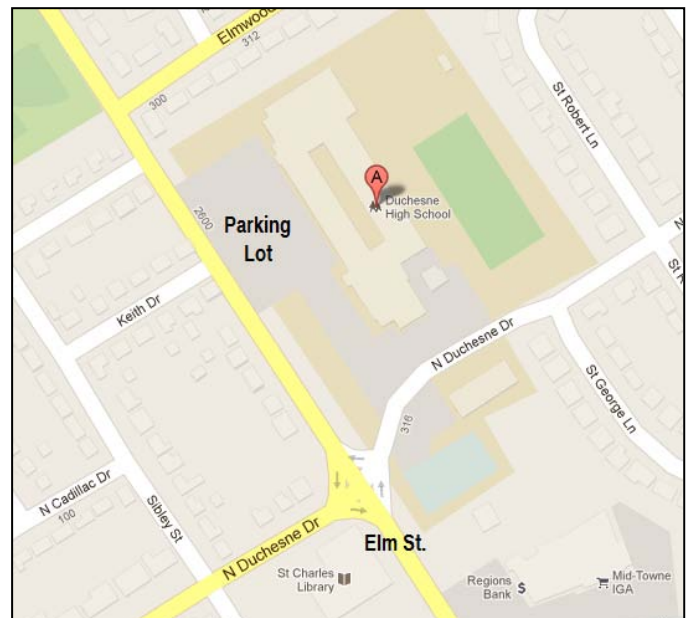 Elmwood
312
300
St Robert Ln
A
Duchesne
High School
2600
Parking
Lot
Keith Dr
N Duchesne Dr
316
St George Ln
N Cadillac Dr
100
Sibley St
N Duchesne Dr
Elm St.
St Charles
Library
Regions
Bank
$
Mid-Towne
IGA